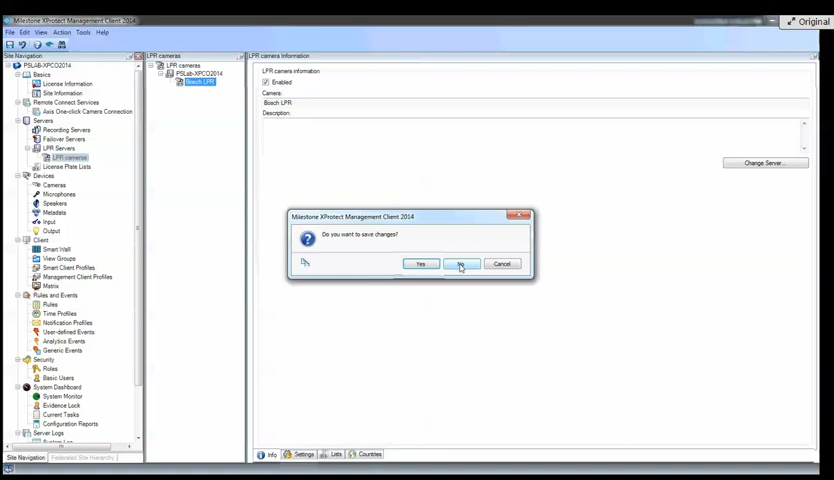 Milestone XProtect Management Client 2014
Original
File Edit View Action Tools Help
Site Navigation
PSLAB-XPCO2014
Basics
License Information
Site Information
Remote Connect Services
Axis One-click Camera Connection
Servers
Recording Servers
Failover Servers
LPR Servers
LPR cameras
License Plate Lists
Devices
Cameras
Microphones
Speakers
Metadata
Input
Output
Client
Smart Wall
View Groups
Smart Client Profiles
Management Client Profiles
Matrix
Rules and Events
Rules
Time Profiles
Notification Profiles
User-defined Events
Analytics Events
Generic Events
Security
Roles
Basic Users
System Dashboard
System Monitor
Evidence Lock
Current Tasks
Configuration Reports
Server Logs
System Log
Site Navigation Federated Site Hierarchy
LPR cameras
LPR cameras
PSLab-XPCO2014
Bosch LPR
LPR camera Information
LPR camera information
Enabled
Camera:
Bosch LPR
Description:
Change Server...
Milestone XProtect Management Client 2014
Do you want to save changes?
Yes No Cancel
Info Settings Lists Countries